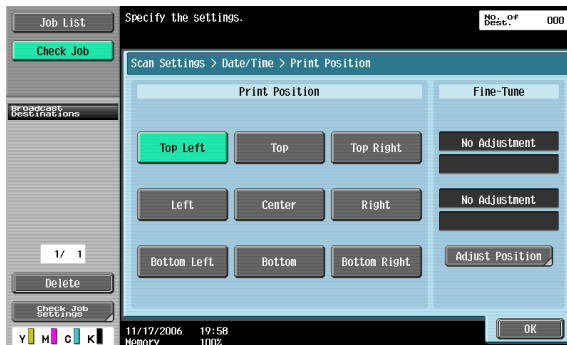 Job List
Check Job
Broadcast
Destinations
1/ 1
Delete
Check Job
Settings
Y M C K
Specify the settings.
No. of
Dest.
000
Scan Settings > Date/Time > Print Position
Print Position
Top Left
Top
Top Right
Left
Center
Right
Bottom Left
Bottom
Bottom Right
Fine-Tune
No Adjustment
No Adjustment
Adjust Position
11/17/2006 19:58
Memory 100%
OK